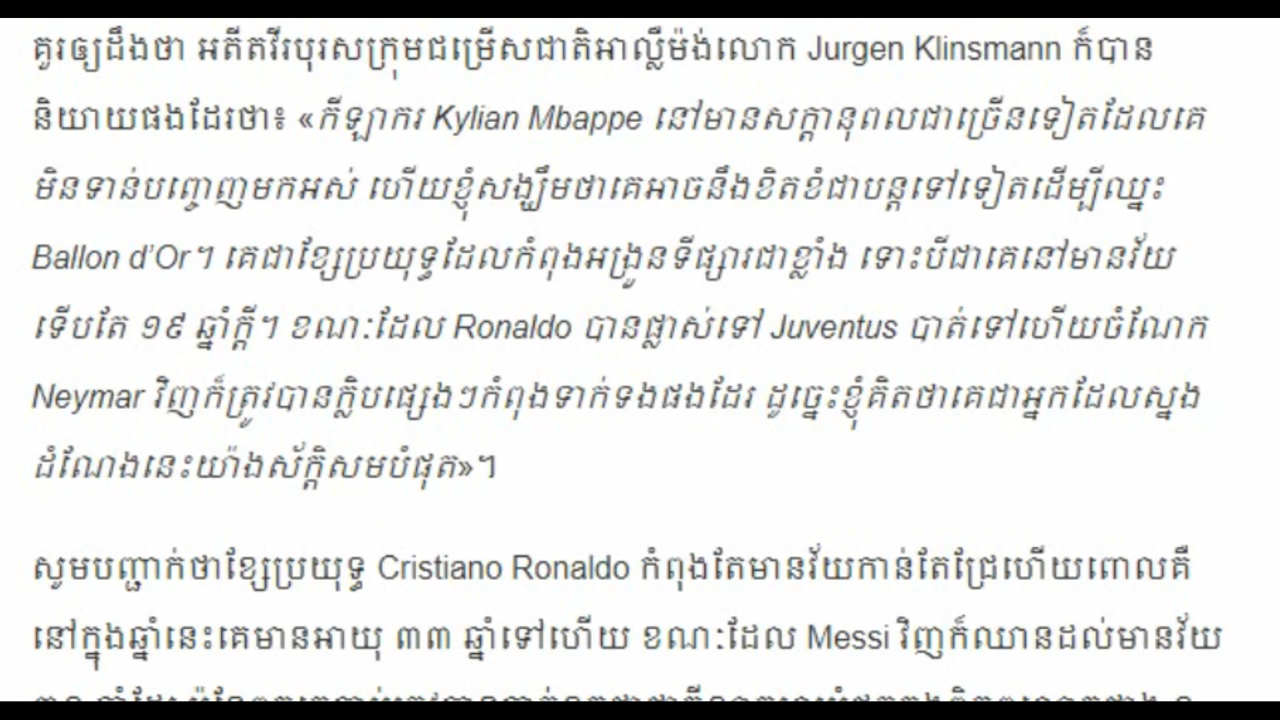 គួរឲ្យដឹងថា អតីតវីរបុរសក្រុមជម្រើសជាតិអាល្លឺម៉ង់លោក Jurgen Klinsmann ក៏បាន
និយាយផងដែរថា៖ «កីឡាករ Kylian Mbappe នៅមានសក្តានុពលជាច្រើនទៀតដែលគេ
មិនទាន់បញ្ចេញមកអស់ ហើយខ្ញុំសង្ឃឹមថាគេអាចនឹងខិតខំជាបន្តទៅទៀតដើម្បីឈ្នះ
Ballon d’Or។ គេជាខ្សែប្រយុទ្ធដែលកំពុងអង្រួនទីផ្សារជាខ្លាំង ទោះបីជាគេនៅមានវ័យ
ទើបតែ ១៩ ឆ្នាំក្តី។ ខណៈដែល Ronaldo បានផ្លាស់ទៅ Juventus បាត់ទៅហើយចំណែក
Neymar វិញក៏ត្រូវបានក្លិបផ្សេងៗកំពុងទាក់ទងផងដែរ ដូច្នេះខ្ញុំគិតថាគេជាអ្នកដែលស្នង
ដំណែងនេះយ៉ាងស័ក្តិសមបំផុត»។
សូមបញ្ជាក់ថាខ្សែប្រយុទ្ធ Cristiano Ronaldo កំពុងតែមានវ័យកាន់តែជ្រែហើយពោលគឺ
នៅក្នុងឆ្នាំនេះគេមានអាយុ ៣៣ ឆ្នាំទៅហើយ ខណៈដែល Messi វិញក៏ឈានដល់មានវ័យ